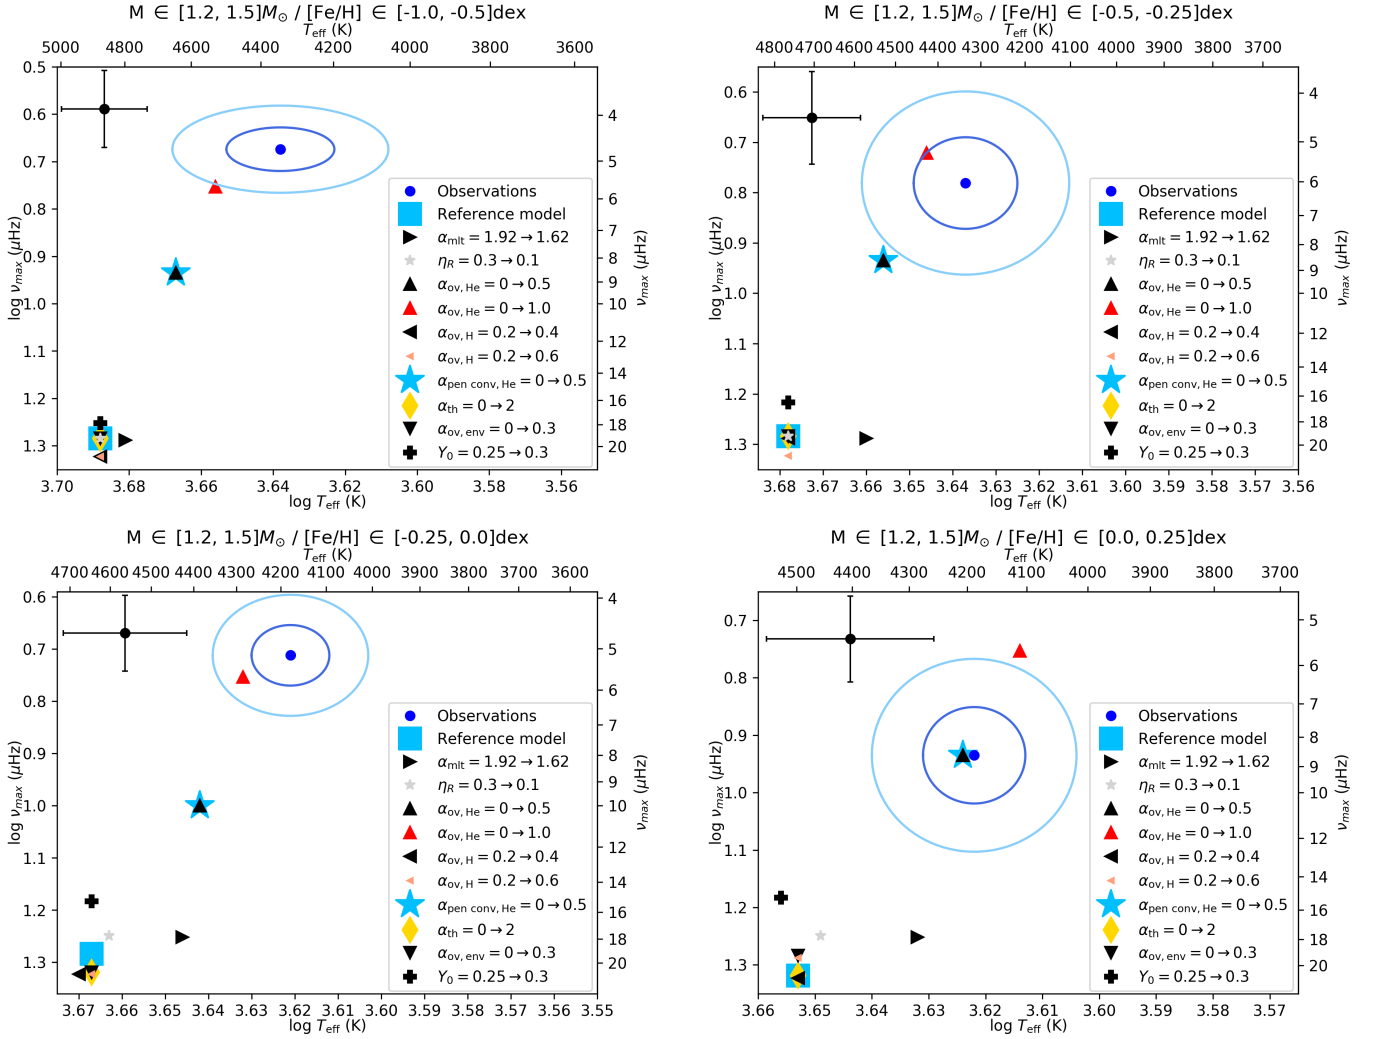 M ∈ [1.2, 1.5]M⊙ / [Fe/H] ∈ [-1.0, -0.5]dex
Teff (K)
5000 4800 4600 4400 4200 4000 3800 3600
0.5
0.6
0.7
0.8
0.9
1.0
1.1
1.2
1.3
log νmax (μHz)
4
5
6
7
8
9
10
12
14
16
18
20
νmax (μHz)
Observations
Reference model
αmlt = 1.92→1.62
ηR = 0.3→0.1
αov, He = 0→0.5
αov, He = 0→1.0
αov, H = 0.2→0.4
αov, H = 0.2→0.6
αpen conv, He = 0→0.5
αth = 0→2
αov, env = 0→0.3
Y0 = 0.25→0.3
3.70 3.68 3.66 3.64 3.62 3.60 3.58 3.56
log Teff (K)
M ∈ [1.2, 1.5]M⊙ / [Fe/H] ∈ [-0.5, -0.25]dex
Teff (K)
4800 4700 4600 4500 4400 4300 4200 4100 4000 3900 3800 3700
0.6
0.7
0.8
0.9
1.0
1.1
1.2
1.3
log νmax (μHz)
4
5
6
7
8
9
10
12
14
16
18
20
νmax (μHz)
Observations
Reference model
αmlt = 1.92→1.62
ηR = 0.3→0.1
αov, He = 0→0.5
αov, He = 0→1.0
αov, H = 0.2→0.4
αov, H = 0.2→0.6
αpen conv, He = 0→0.5
αth = 0→2
αov, env = 0→0.3
Y0 = 0.25→0.3
3.68 3.67 3.66 3.65 3.64 3.63 3.62 3.61 3.60 3.59 3.58 3.57 3.56
log Teff (K)
M ∈ [1.2, 1.5]M⊙ / [Fe/H] ∈ [-0.25, 0.0]dex
Teff (K)
4700 4600 4500 4400 4300 4200 4100 4000 3900 3800 3700 3600
0.6
0.7
0.8
0.9
1.0
1.1
1.2
1.3
log νmax (μHz)
4
5
6
7
8
9
10
12
14
16
18
20
νmax (μHz)
Observations
Reference model
αmlt = 1.92→1.62
ηR = 0.3→0.1
αov, He = 0→0.5
αov, He = 0→1.0
αov, H = 0.2→0.4
αov, H = 0.2→0.6
αpen conv, He = 0→0.5
αth = 0→2
αov, env = 0→0.3
Y0 = 0.25→0.3
3.67 3.66 3.65 3.64 3.63 3.62 3.61 3.60 3.59 3.58 3.57 3.56 3.55
log Teff (K)
M ∈ [1.2, 1.5]M⊙ / [Fe/H] ∈ [0.0, 0.25]dex
Teff (K)
4500 4400 4300 4200 4100 4000 3900 3800 3700
0.7
0.8
0.9
1.0
1.1
1.2
1.3
log νmax (μHz)
5
6
7
8
9
10
12
14
16
18
20
νmax (μHz)
Observations
Reference model
αmlt = 1.92→1.62
ηR = 0.3→0.1
αov, He = 0→0.5
αov, He = 0→1.0
αov, H = 0.2→0.4
αov, H = 0.2→0.6
αpen conv, He = 0→0.5
αth = 0→2
αov, env = 0→0.3
Y0 = 0.25→0.3
3.66 3.65 3.64 3.63 3.62 3.61 3.60 3.59 3.58 3.57
log Teff (K)